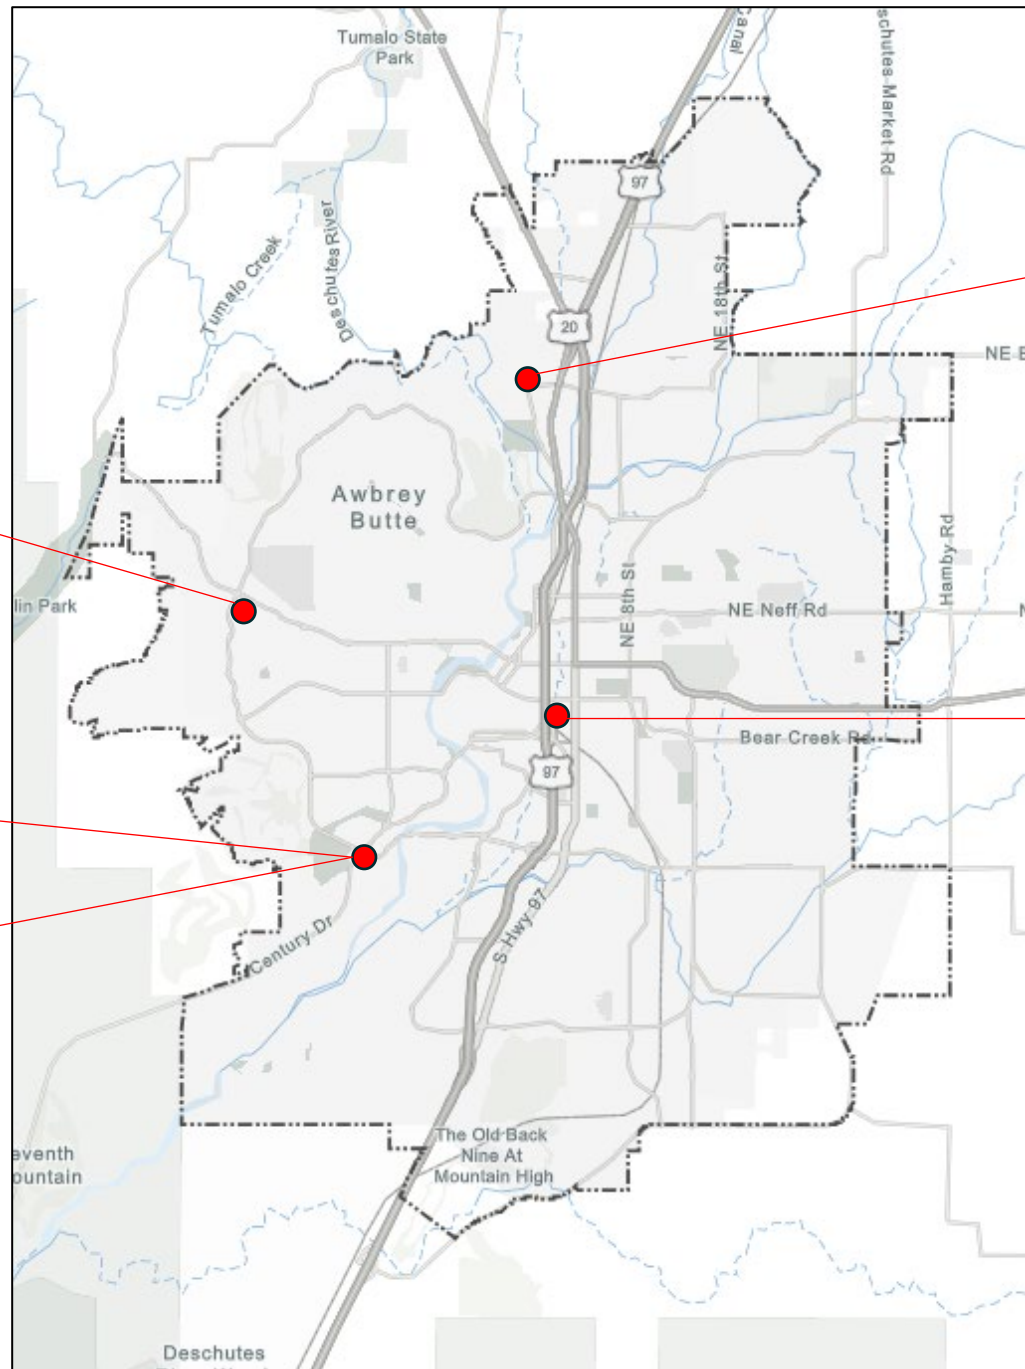 Tumalo State
Park
Canal
schutes Market Rd
97
Tumalo Creek
Deschutes River
NE 18th St
20
NE E
Awbrey
Butte
lin Park
NE 8th St
NE Neff Rd
Hamby Rd
N
Bear Creek Rd
97
S Hwy 97
Century Dr
The Old Back
Nine At
Mountain High
eventh
ountain
Deschutes